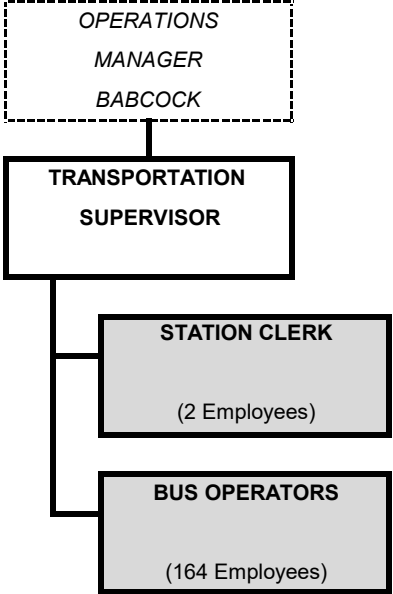 OPERATIONS
MANAGER
BABCOCK
TRANSPORTATION
SUPERVISOR
STATION CLERK
(2 Employees)
BUS OPERATORS
(164 Employees)